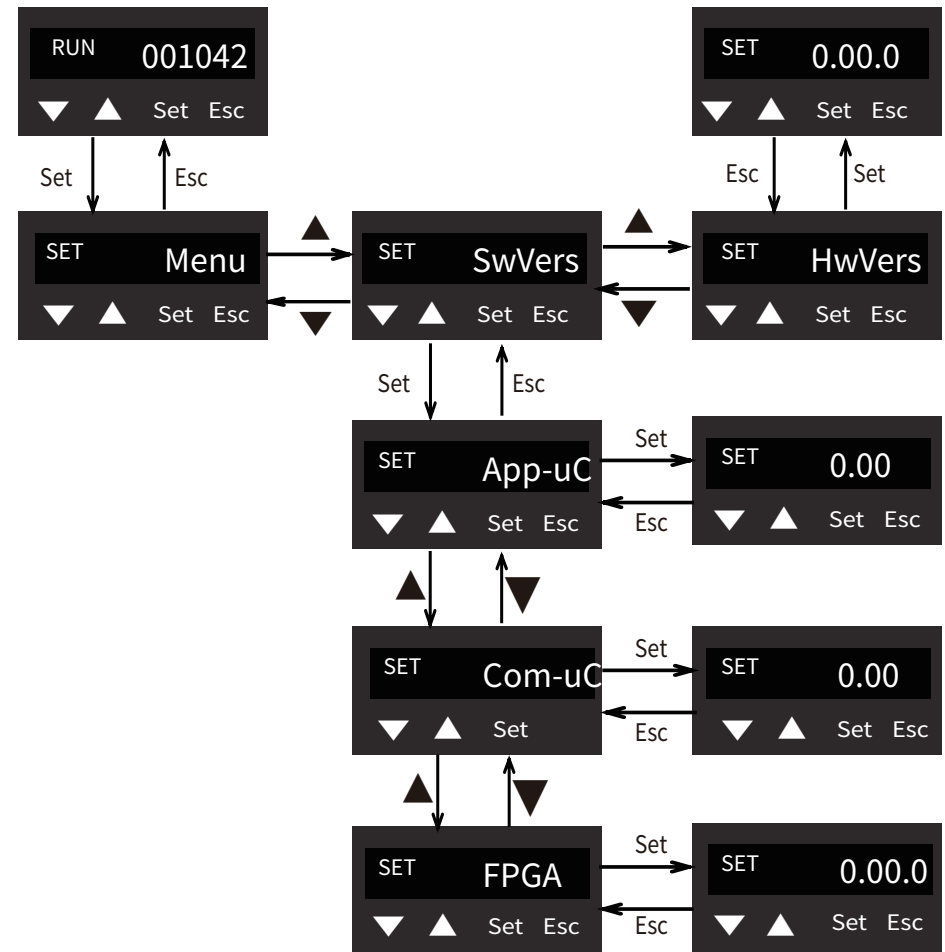 RUN 001042
▼ ▲ Set Esc
SET 0.00.0
▼ ▲ Set Esc
Set
Esc
Esc
Set
SET Menu
▼ ▲ Set Esc
▲
▼
SET SwVers
▼ ▲ Set Esc
▲
▼
SET HwVers
▼ ▲ Set Esc
Set
Esc
SET App-uC
▼ ▲ Set Esc
Set
Esc
SET 0.00
▼ ▲ Set Esc
▲
▼
SET Com-uC
▼ ▲ Set
Set
Esc
SET 0.00
▼ ▲ Set Esc
▲
▼
SET FPGA
▼ ▲ Set Esc
Set
Esc
SET 0.00.0
▼ ▲ Set Esc